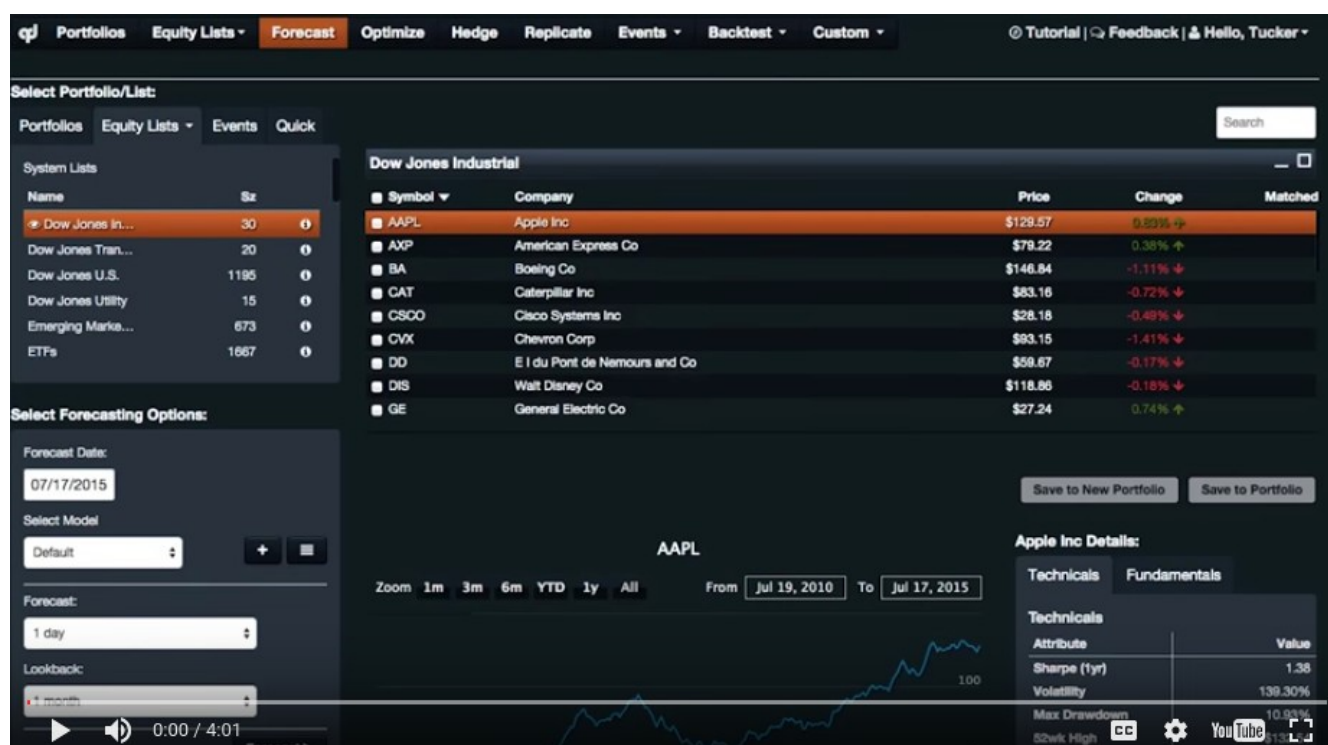 qd Portfolios Equity Lists Forecast Optimize Hedge Replicate Events Backtest Custom Tutorial | Feedback | Hello, Tucker
Select Portfolio/List:
Portfolios Equity Lists Events Quick
Search
System Lists
Name Sz
Dow Jones In... 30
Dow Jones Tran... 20
Dow Jones U.S. 1195
Dow Jones Utility 15
Emerging Marke... 673
ETFs 1667
Dow Jones Industrial
Symbol Company Price Change Matched
AAPL Apple Inc $129.57
AXP American Express Co $79.22 0.38%
BA Boeing Co $146.84 -1.11%
CAT Caterpillar Inc $83.16 -0.72%
CSCO Cisco Systems Inc $28.18 -0.49%
CVX Chevron Corp $93.15 -1.41%
DD E I du Pont de Nemours and Co $59.67 -0.17%
DIS Walt Disney Co $118.86 -0.18%
GE General Electric Co $27.24 0.74%
Select Forecasting Options:
Forecast Date:
07/17/2015
Select Model
Default +
Forecast:
1 day
Lookback:
1 month
Save to New Portfolio Save to Portfolio
AAPL
Zoom 1m 3m 6m YTD 1y All From Jul 19, 2010 To Jul 17, 2015
100
Apple Inc Details:
Technicals Fundamentals
Technicals
Attribute Value
Sharpe (1yr) 1.38
Volatility 139.30%
Max Drawdown 10.93%
52wk High
0:00 / 4:01
CC YouTube